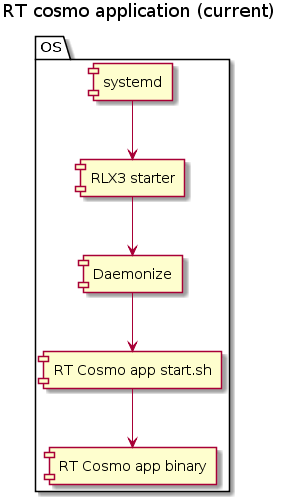 RT cosmo application (current)
OS
systemd
RLX3 starter
Daemonize
RT Cosmo app start.sh
RT Cosmo app binary